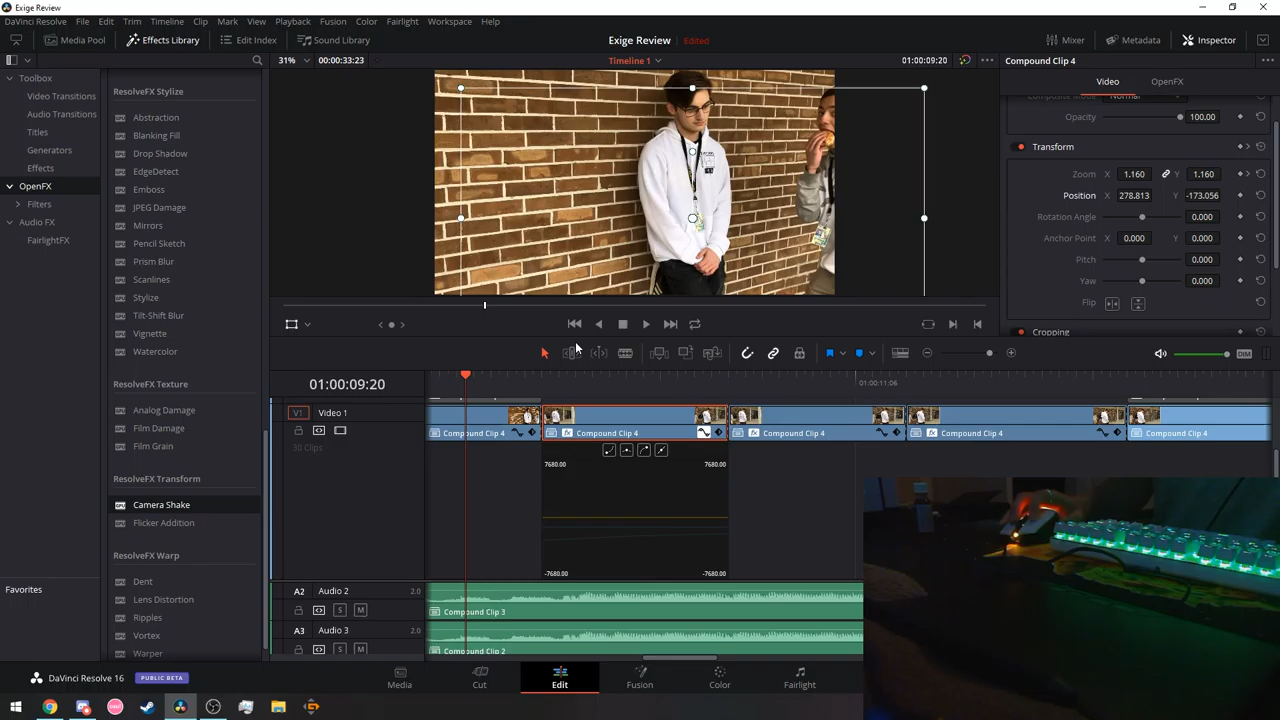 Exige Review
DaVinci Resolve File Edit Trim Timeline Clip Mark View Playback Fusion Color Fairlight Workspace Help
Media Pool Effects Library Edit Index Sound Library Exige Review Edited Mixer Metadata Inspector
31% 00:00:33:23 Timeline 1 01:00:09:20 Compound Clip 4
Toolbox
Video Transitions
Audio Transitions
Titles
Generators
Effects
OpenFX
Filters
Audio FX
FairlightFX
Favorites
ResolveFX Stylize
Abstraction
Blanking Fill
Drop Shadow
EdgeDetect
Emboss
JPEG Damage
Mirrors
Pencil Sketch
Prism Blur
Scanlines
Stylize
Tilt-Shift Blur
Vignette
Watercolor
ResolveFX Texture
Analog Damage
Film Damage
Film Grain
ResolveFX Transform
Camera Shake
Flicker Addition
ResolveFX Warp
Dent
Lens Distortion
Ripples
Vortex
Warper
Video OpenFX
Composite Mode Normal
Opacity 100.00
Transform
Zoom X 1.160 Y 1.160
Position X 278.813 Y -173.056
Rotation Angle 0.000
Anchor Point X 0.000 Y 0.000
Pitch 0.000
Yaw 0.000
Flip
Cropping
DIM
01:00:09:20 01:00:11:06
V1 Video 1
30 Clips
Compound Clip 4 Compound Clip 4 Compound Clip 4 Compound Clip 4 Compound Clip 4
7680.00 7680.00
-7680.00 -7680.00
A2 Audio 2 2.0
S M Compound Clip 3
A3 Audio 3 2.0
S M Compound Clip 2
DaVinci Resolve 16 PUBLIC BETA
Media Cut Edit Fusion Color Fairlight